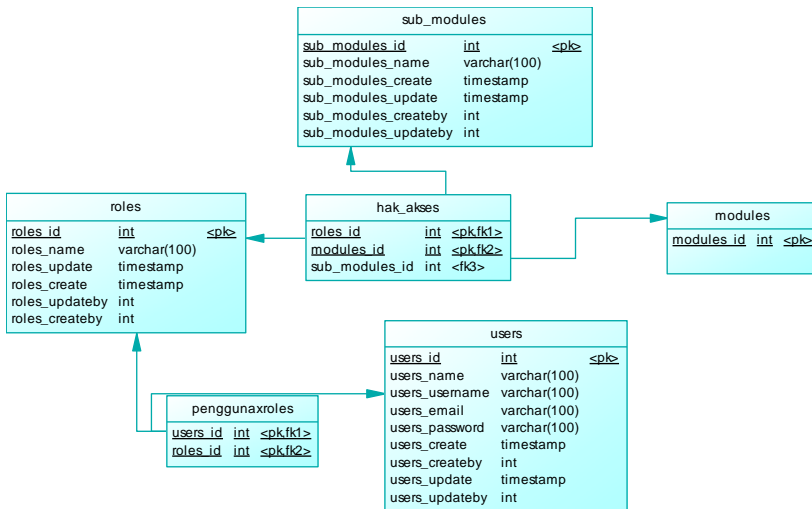 sub_modules
sub_modules_id int <pk>
sub_modules_name varchar(100)
sub_modules_create timestamp
sub_modules_update timestamp
sub_modules_createby int
sub_modules_updateby int
roles
roles_id int <pk>
roles_name varchar(100)
roles_update timestamp
roles_create timestamp
roles_updateby int
roles_createby int
hak_akses
roles_id int <pk,fk1>
modules_id int <pk,fk2>
sub_modules_id int <fk3>
modules
modules_id int <pk>
users
users_id int <pk>
users_name varchar(100)
users_username varchar(100)
users_email varchar(100)
users_password varchar(100)
users_create timestamp
users_createby int
users_update timestamp
users_updateby int
penggunaxroles
users_id int <pk,fk1>
roles_id int <pk,fk2>